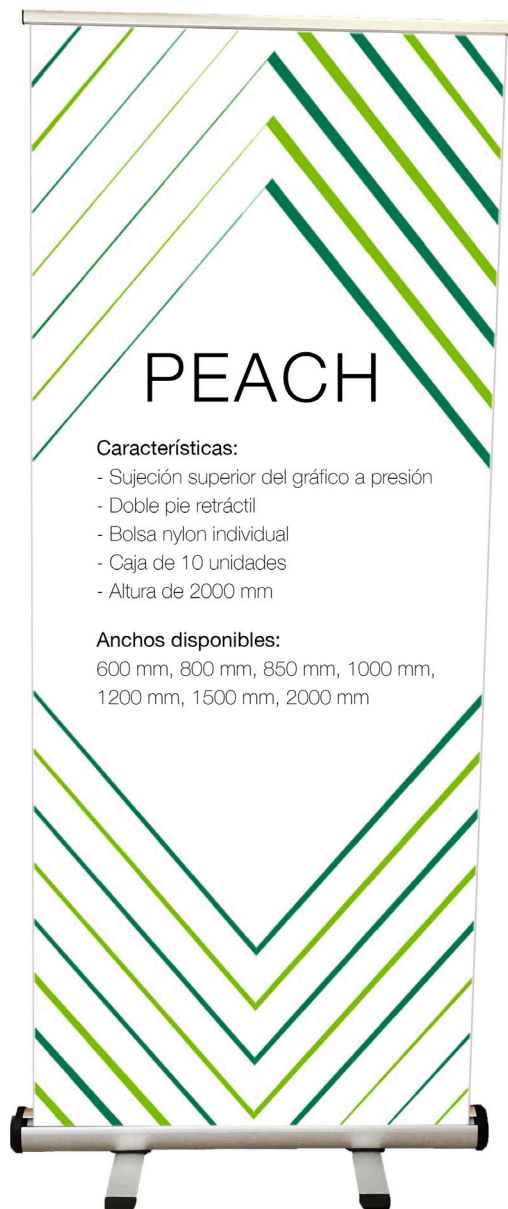 PEACH
Características:
- Sujeción superior del gráfico a presión
- Doble pie retráctil
- Bolsa nylon individual
- Caja de 10 unidades
- Altura de 2000 mm
Anchos disponibles:
600 mm, 800 mm, 850 mm, 1000 mm,
1200 mm, 1500 mm, 2000 mm